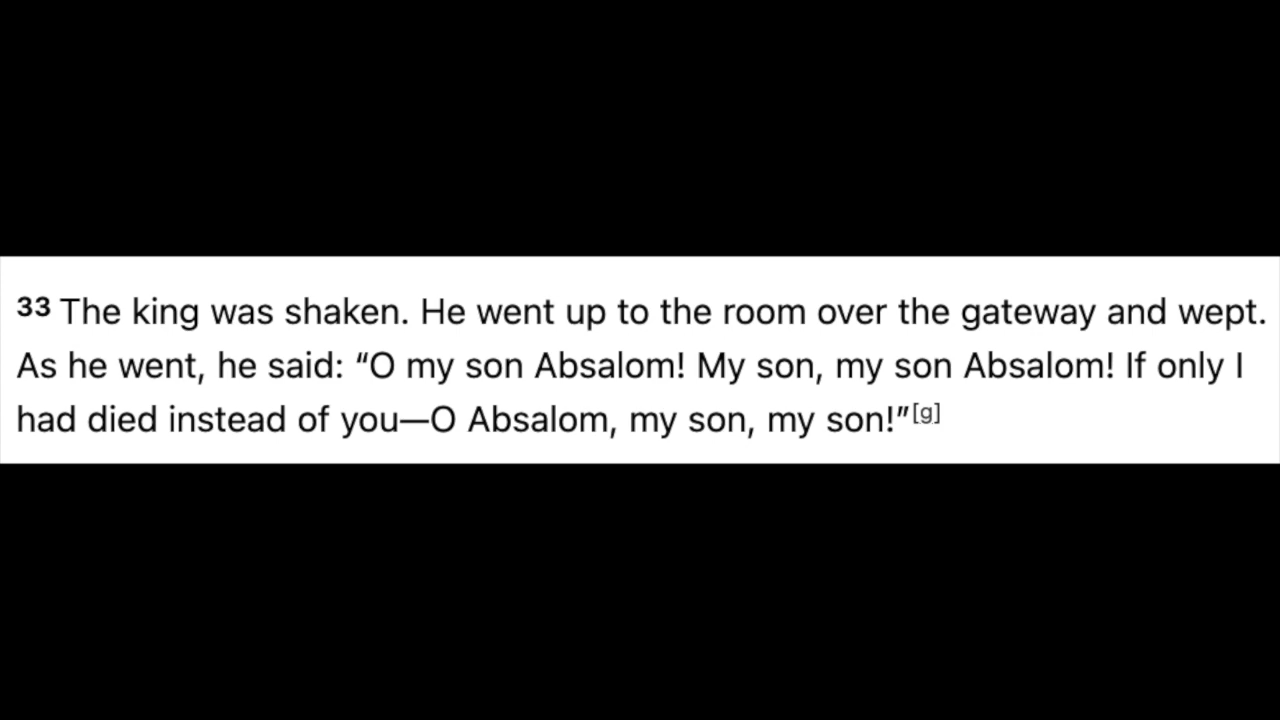 33 The king was shaken. He went up to the room over the gateway and wept.
As he went, he said: “O my son Absalom! My son, my son Absalom! If only I
had died instead of you—O Absalom, my son, my son!”[g]